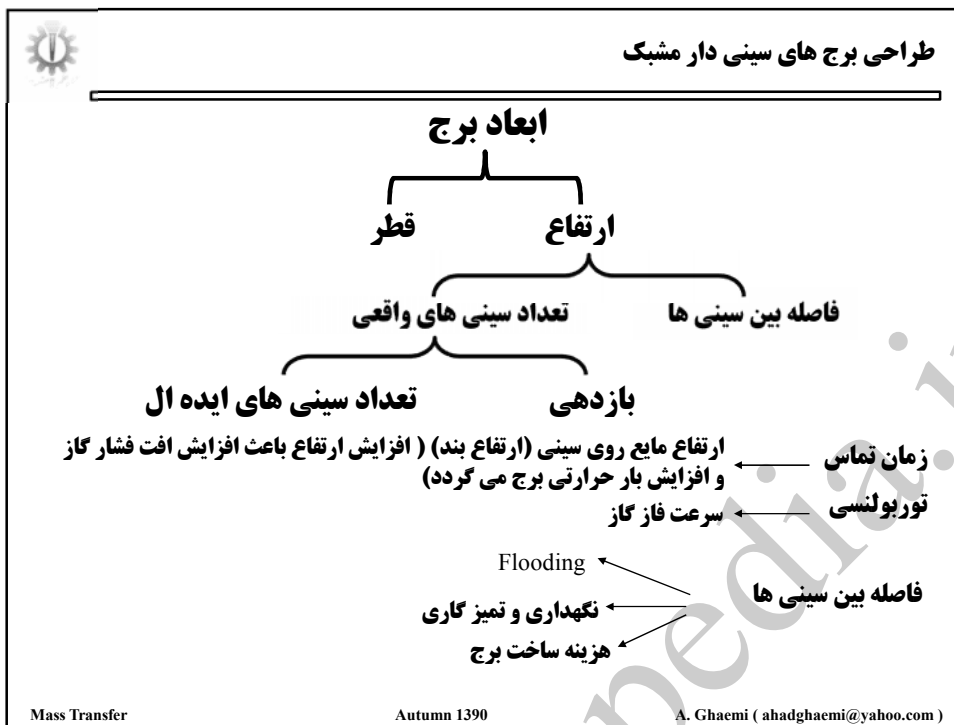 طراحی برج های سینی دار مشبک
ابعاد برج
ارتفاع قطر
فاصله بین سینی ها تعداد سینی های واقعی
بازدهی تعداد سینی های ایده ال
زمان تماس ارتفاع مایع روی سینی (ارتفاع بند) ( افزایش ارتفاع باعث افزایش افت فشار گاز
و افزایش بار حرارتی برج می گردد)
توربولنسی سرعت فاز گاز
Flooding
فاصله بین سینی ها نگهداری و تمیز گاری
هزینه ساخت برج
Mass Transfer Autumn 1390 A. Ghaemi ( ahadghaemi@yahoo.com )